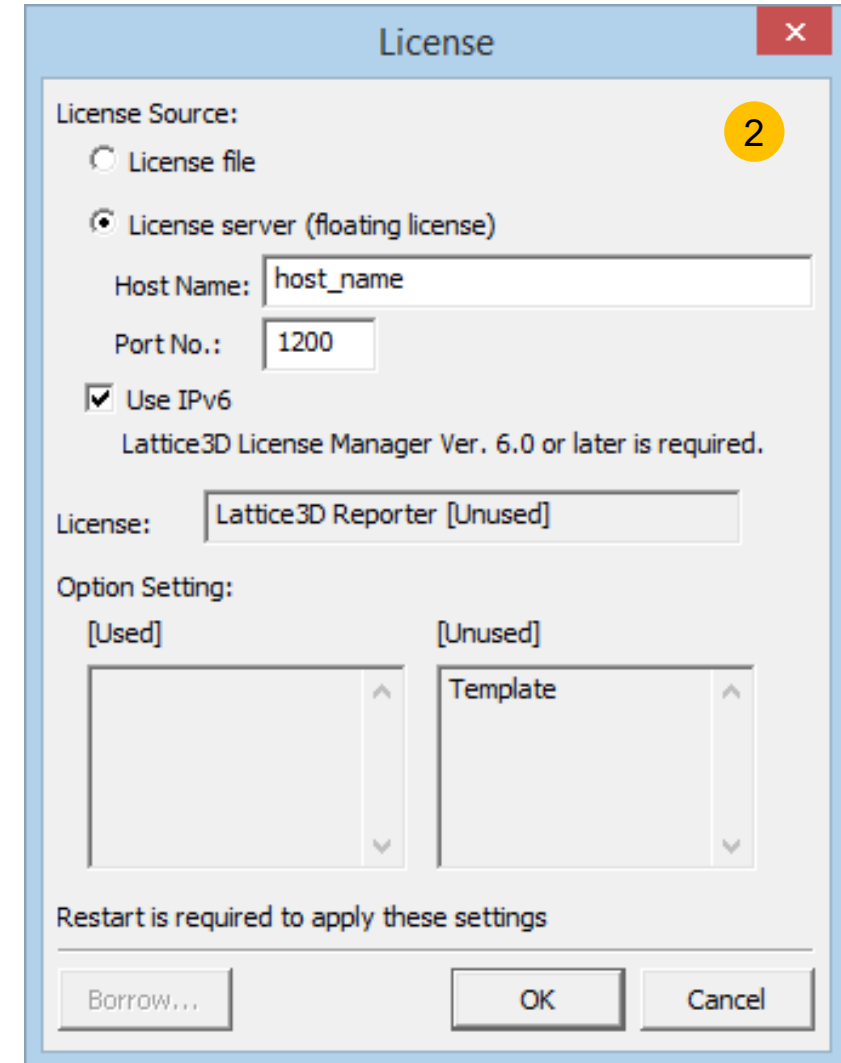 License
×
License Source:
2
License file
License server (floating license)
Host Name: host_name
Port No.: 1200
Use IPv6
Lattice3D License Manager Ver. 6.0 or later is required.
License: Lattice3D Reporter [Unused]
Option Setting:
[Used] [Unused]
Template
Restart is required to apply these settings
Borrow... OK Cancel